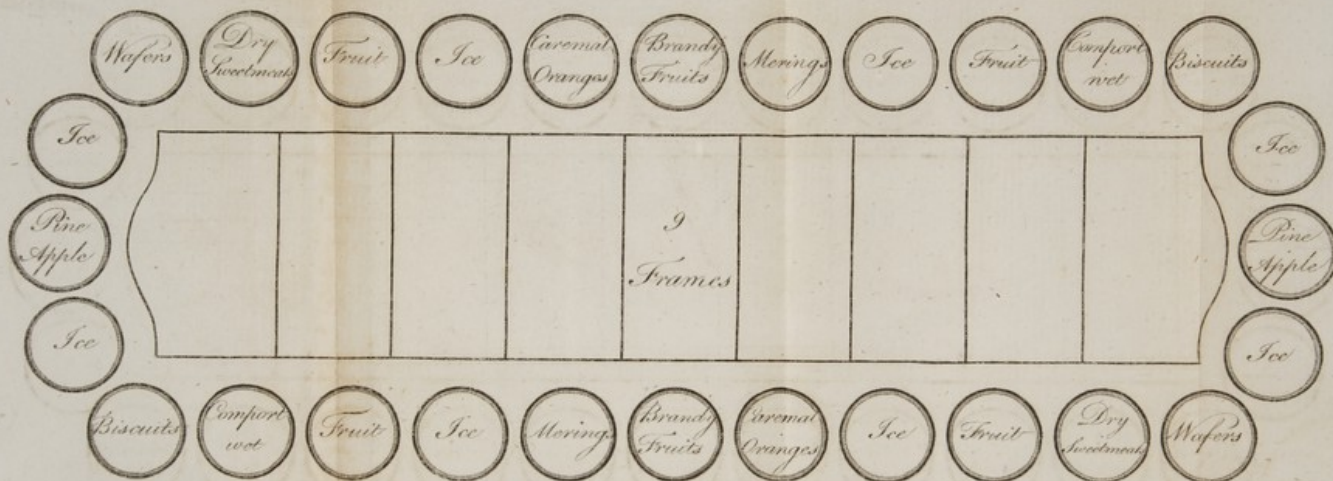 Wafers
Dry
Sweetmeats
Fruit
Ice
Caremal
Oranges
Brandy
Fruits
Merings
Ice
Fruit
Comport
wet
Biscuits
Ice
Ice
Pine
Apple
9
Frames
Pine
Apple
Ice
Ice
Biscuits
Comport
wet
Fruit
Ice
Merings
Brandy
Fruits
Caremal
Oranges
Ice
Fruit
Dry
Sweetmeats
Wafers